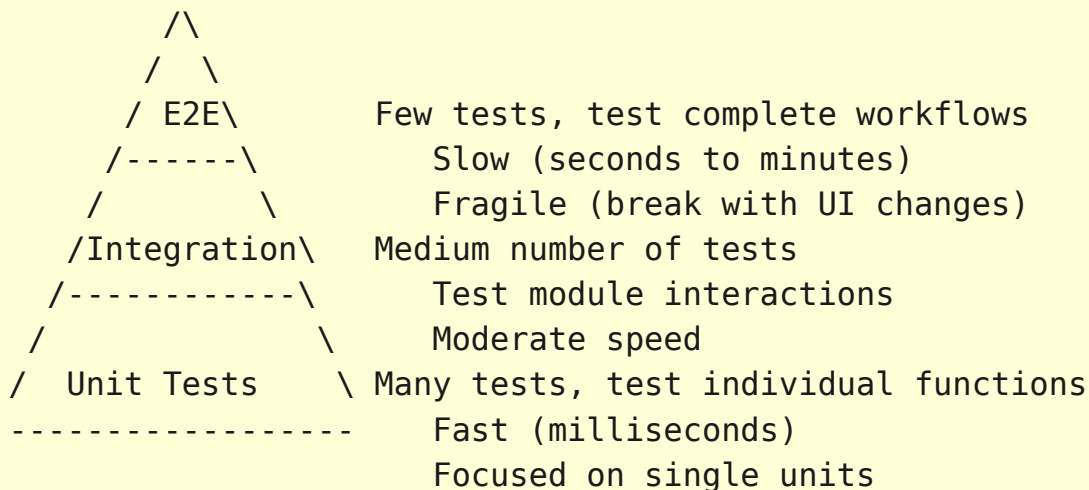 /\
       /  \
      / E2E\       Few tests, test complete workflows
     /------\         Slow (seconds to minutes)
    /        \        Fragile (break with UI changes)
   /Integration\   Medium number of tests
  /------------\      Test module interactions
 /              \     Moderate speed
/  Unit Tests    \ Many tests, test individual functions
------------------    Fast (milliseconds)
                      Focused on single units